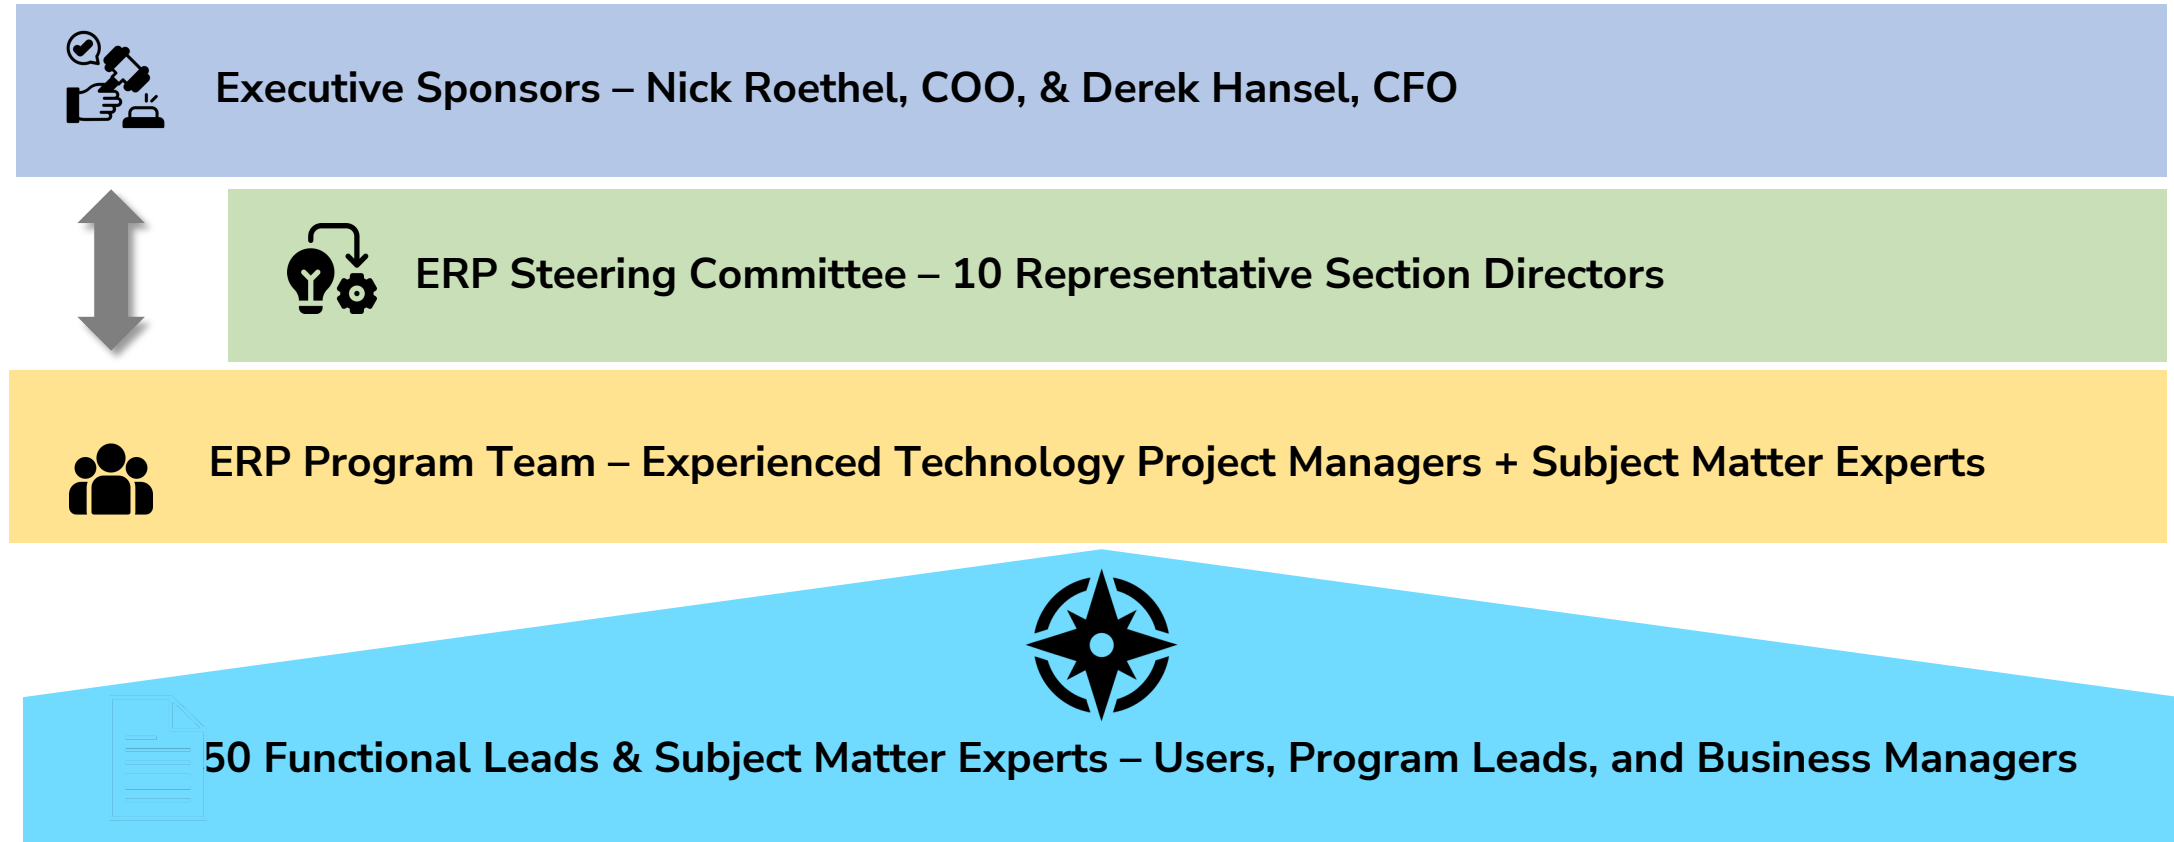 Executive Sponsors – Nick Roethel, COO, & Derek Hansel, CFO
ERP Steering Committee – 10 Representative Section Directors
ERP Program Team – Experienced Technology Project Managers + Subject Matter Experts
50 Functional Leads & Subject Matter Experts – Users, Program Leads, and Business Managers